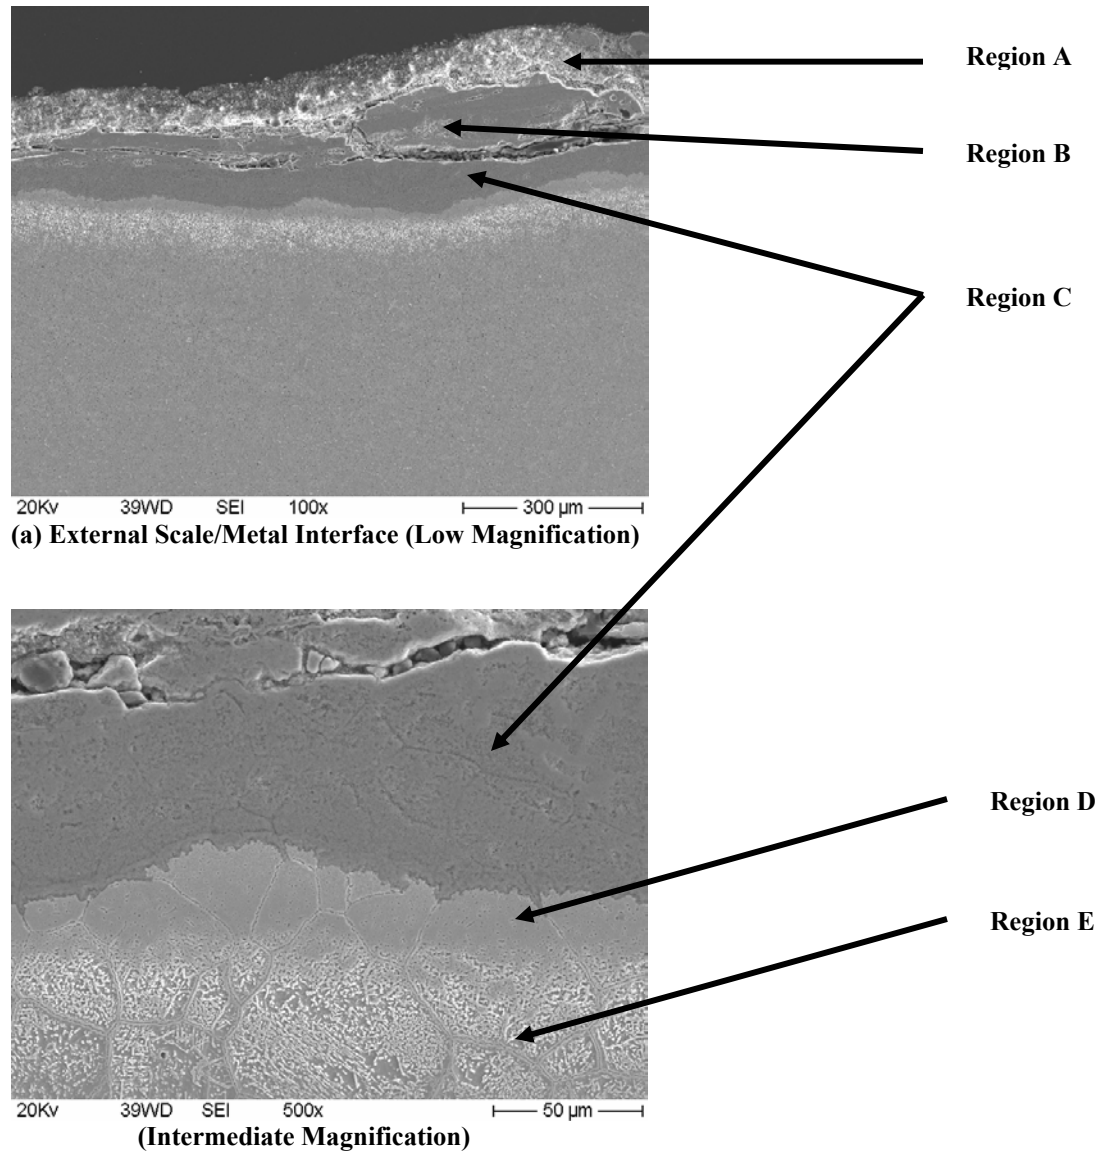 Region A
Region B
Region C
20Kv 39WD SEI 100x 300 µm
(a) External Scale/Metal Interface (Low Magnification)
Region D
Region E
20Kv 39WD SEI 500x 50 µm
(Intermediate Magnification)